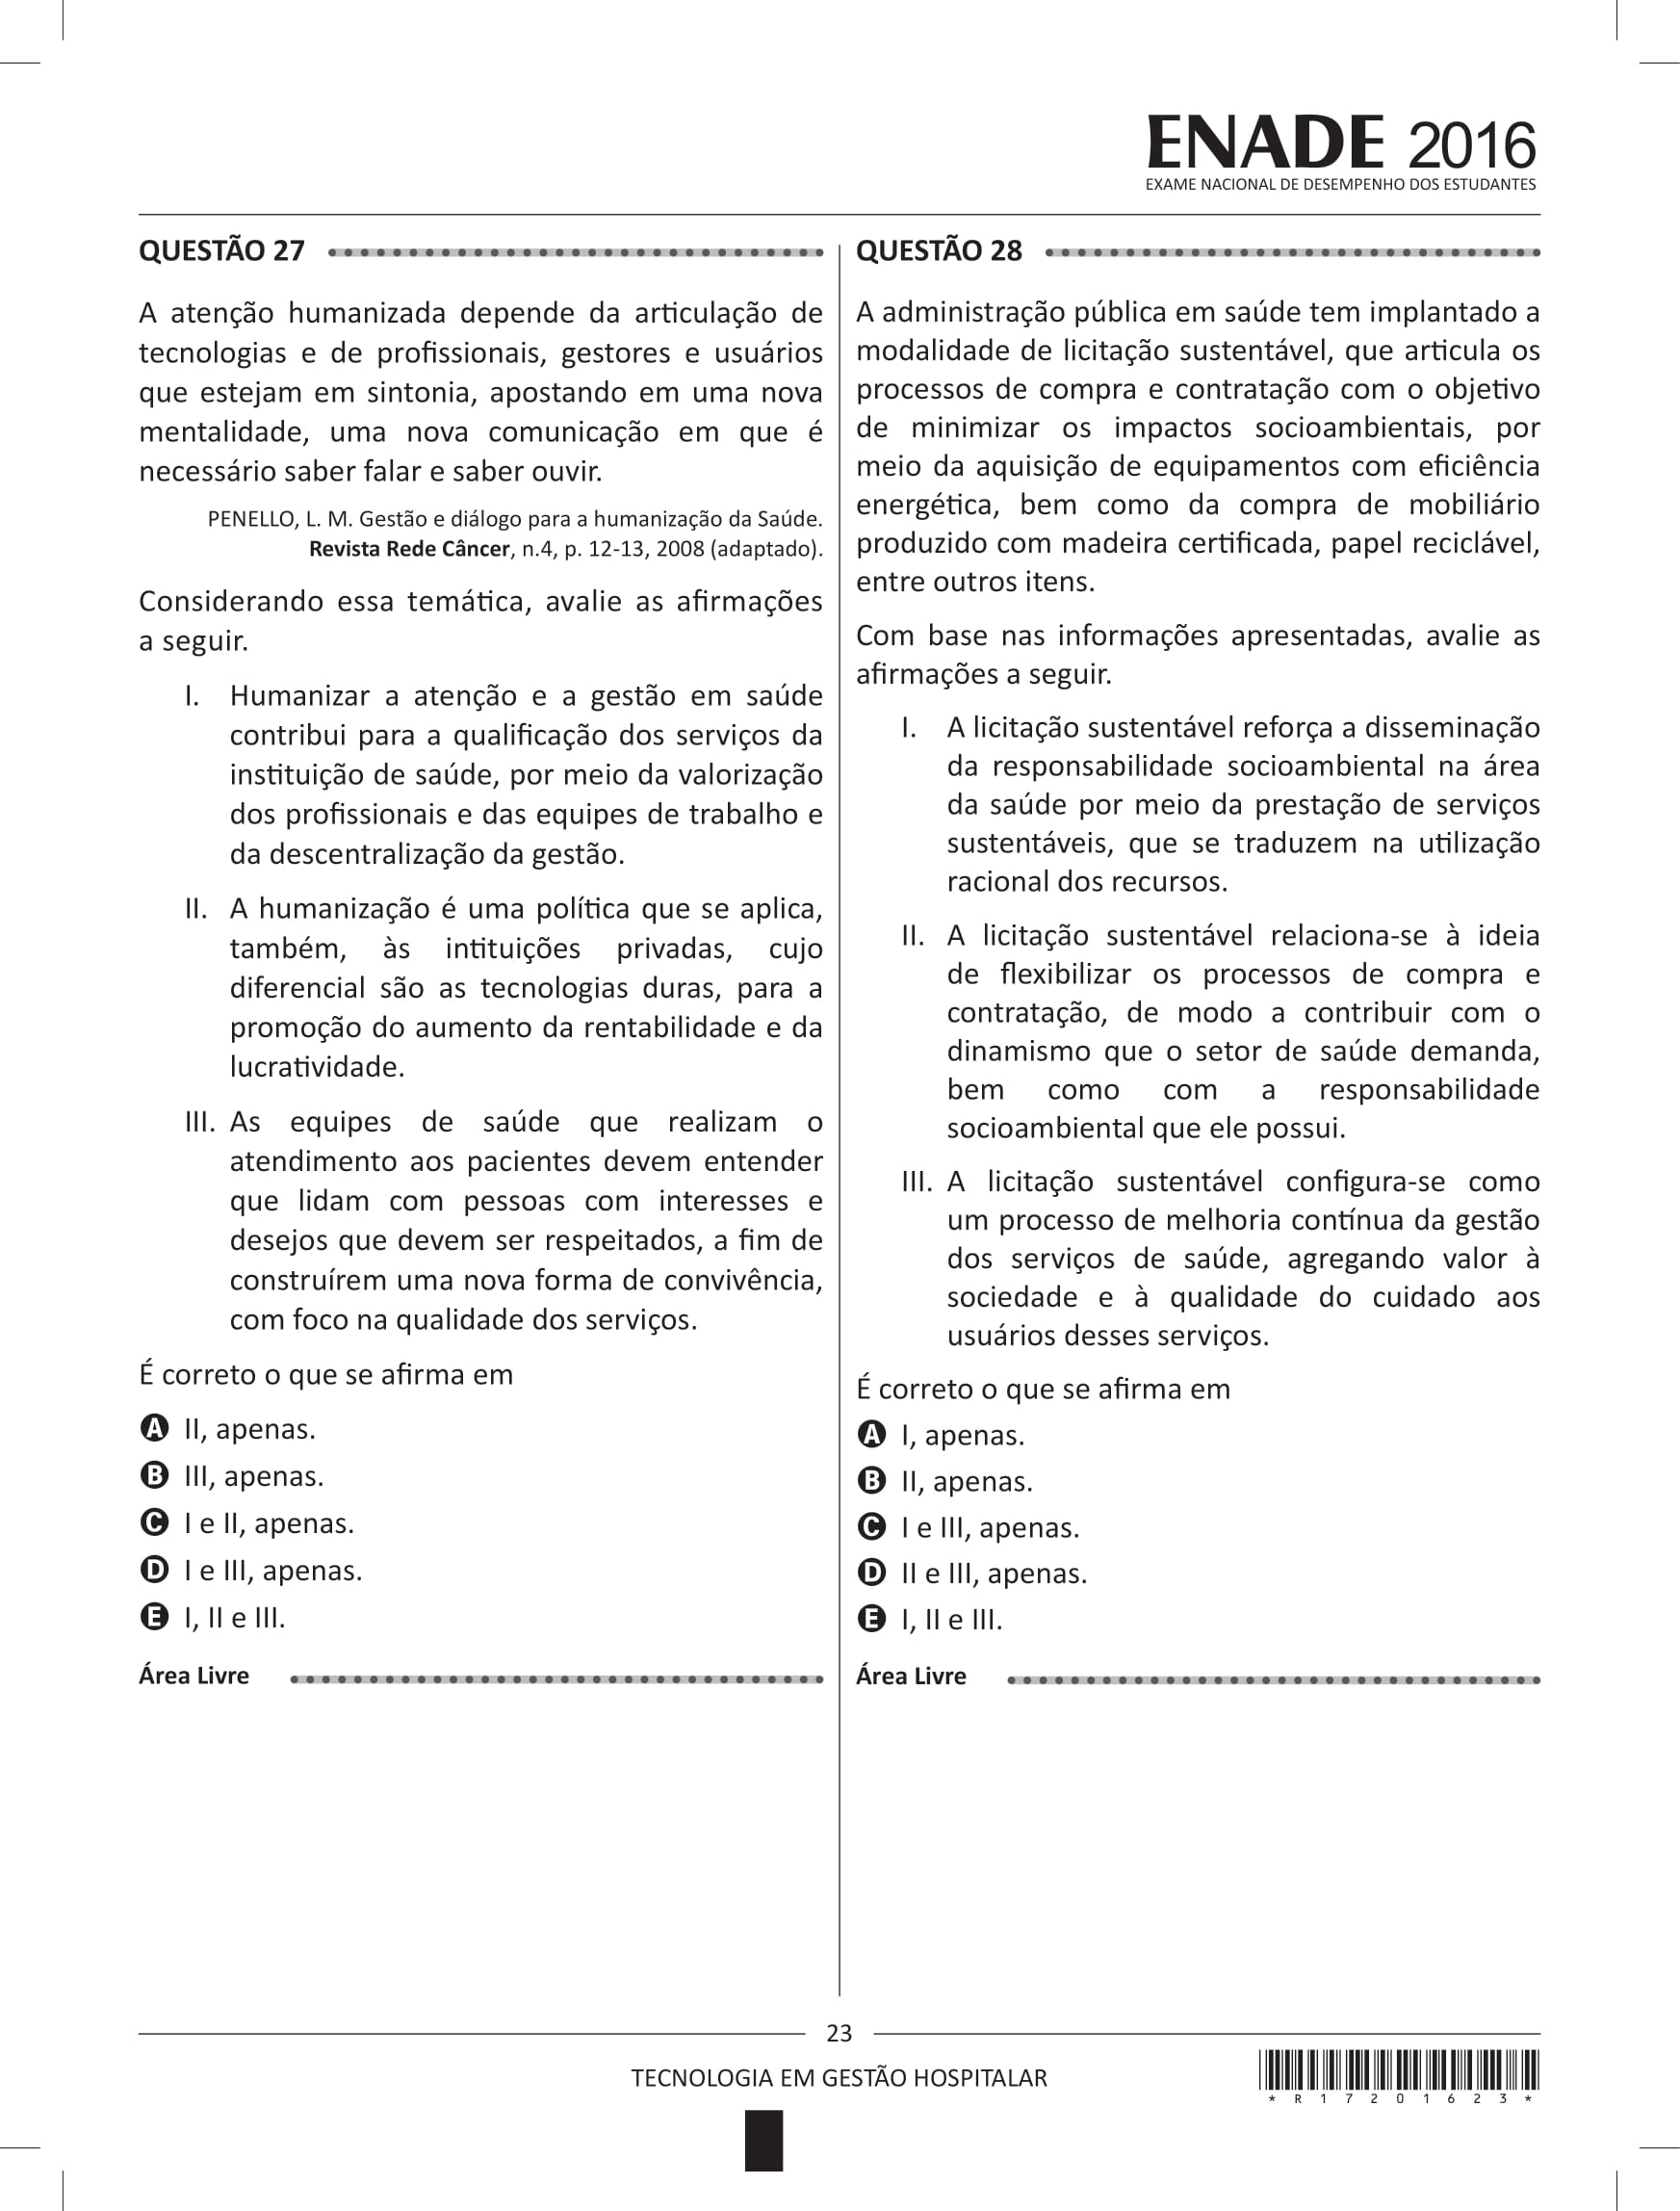 ENADE 2016
EXAME NACIONAL DE DESEMPENHO DOS ESTUDANTES
QUESTÃO 27
A atenção humanizada depende da articulação de
tecnologias e de profissionais, gestores e usuários
que estejam em sintonia, apostando em uma nova
mentalidade, uma nova comunicação em que é
necessário saber falar e saber ouvir.
PENELLO, L. M. Gestão e diálogo para a humanização da Saúde.
Revista Rede Câncer, n.4, p. 12-13, 2008 (adaptado).
Considerando essa temática, avalie as afirmações
a seguir.
I. Humanizar a atenção e a gestão em saúde
contribui para a qualificação dos serviços da
instituição de saúde, por meio da valorização
dos profissionais e das equipes de trabalho e
da descentralização da gestão.
II. A humanização é uma política que se aplica,
também, às intituições privadas, cujo
diferencial são as tecnologias duras, para a
promoção do aumento da rentabilidade e da
lucratividade.
III. As equipes de saúde que realizam o
atendimento aos pacientes devem entender
que lidam com pessoas com interesses e
desejos que devem ser respeitados, a fim de
construírem uma nova forma de convivência,
com foco na qualidade dos serviços.
É correto o que se afirma em
A II, apenas.
B III, apenas.
C I e II, apenas.
D I e III, apenas.
E I, II e III.
Área Livre
QUESTÃO 28
A administração pública em saúde tem implantado a
modalidade de licitação sustentável, que articula os
processos de compra e contratação com o objetivo
de minimizar os impactos socioambientais, por
meio da aquisição de equipamentos com eficiência
energética, bem como da compra de mobiliário
produzido com madeira certificada, papel reciclável,
entre outros itens.
Com base nas informações apresentadas, avalie as
afirmações a seguir.
I. A licitação sustentável reforça a disseminação
da responsabilidade socioambiental na área
da saúde por meio da prestação de serviços
sustentáveis, que se traduzem na utilização
racional dos recursos.
II. A licitação sustentável relaciona-se à ideia
de flexibilizar os processos de compra e
contratação, de modo a contribuir com o
dinamismo que o setor de saúde demanda,
bem como com a responsabilidade
socioambiental que ele possui.
III. A licitação sustentável configura-se como
um processo de melhoria contínua da gestão
dos serviços de saúde, agregando valor à
sociedade e à qualidade do cuidado aos
usuários desses serviços.
É correto o que se afirma em
A I, apenas.
B II, apenas.
C I e III, apenas.
D II e III, apenas.
E I, II e III.
Área Livre
23
TECNOLOGIA EM GESTÃO HOSPITALAR
* R 1 7 2 0 1 6 2 3 *